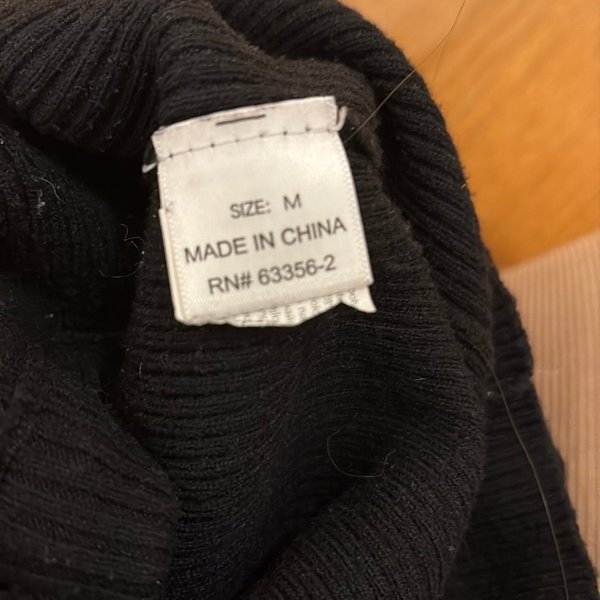 SIZE: M
MADE IN CHINA
RN# 63356-2